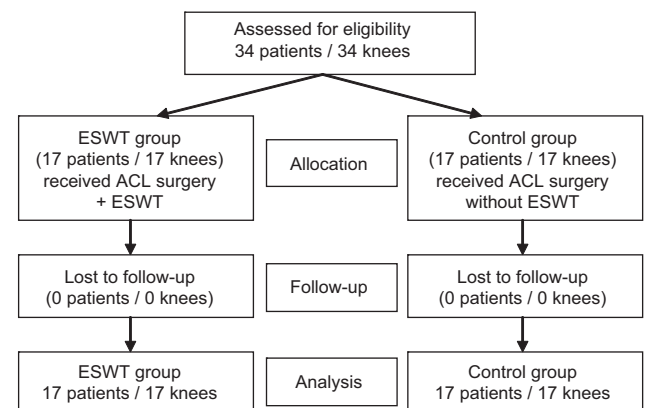 Assessed for eligibility
34 patients / 34 knees
ESWT group
(17 patients / 17 knees)
received ACL surgery
+ ESWT
Allocation
Control group
(17 patients / 17 knees)
received ACL surgery
without ESWT
Lost to follow-up
(0 patients / 0 knees)
Follow-up
Lost to follow-up
(0 patients / 0 knees)
ESWT group
17 patients / 17 knees
Analysis
Control group
17 patients / 17 knees